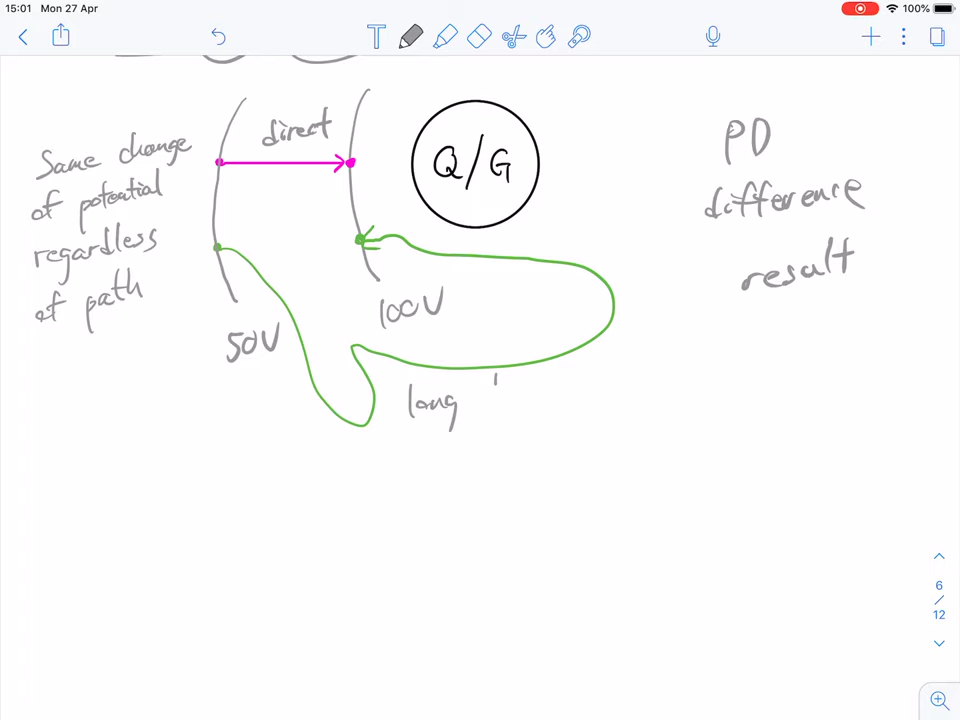 15:01 Mon 27 Apr
100%
T
direct
Same change
of potential
regardless
of path
Q/G
PD
difference
result
100V
50V
long
6
/
12